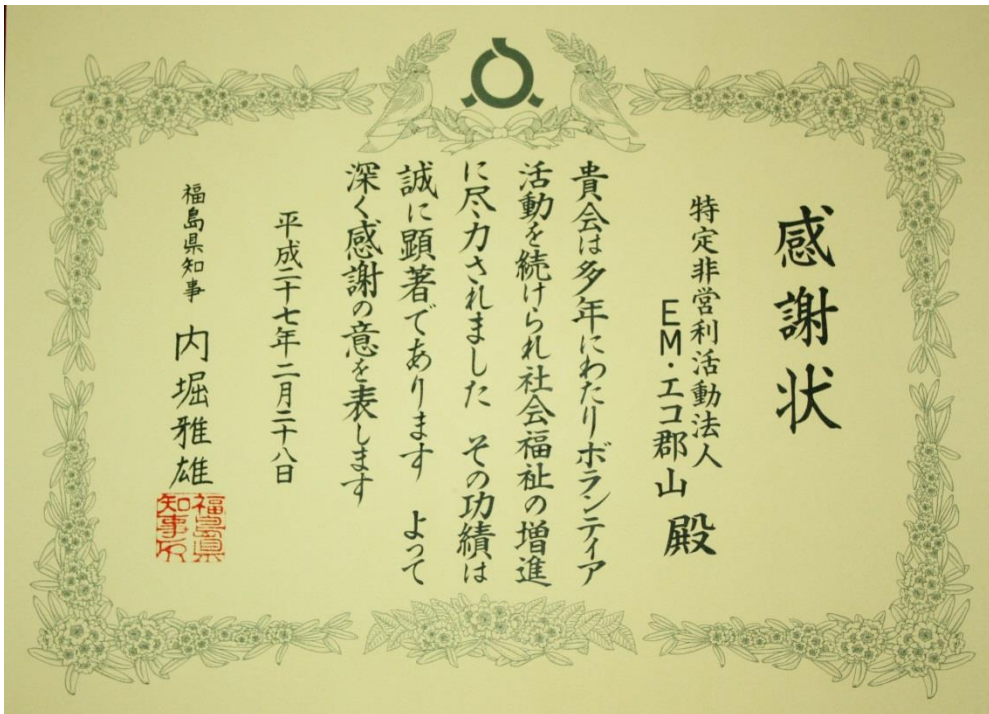 感謝状
特定非営利活動法人
EM・エコ郡山 殿
貴会は多年にわたりボランティア
活動を続けられ社会福祉の増進
に尽力されました その功績は
誠に顕著であります よって
深く感謝の意を表します
平成二十七年二月二十八日
福島県知事 内堀雅雄
福島県
知事之印